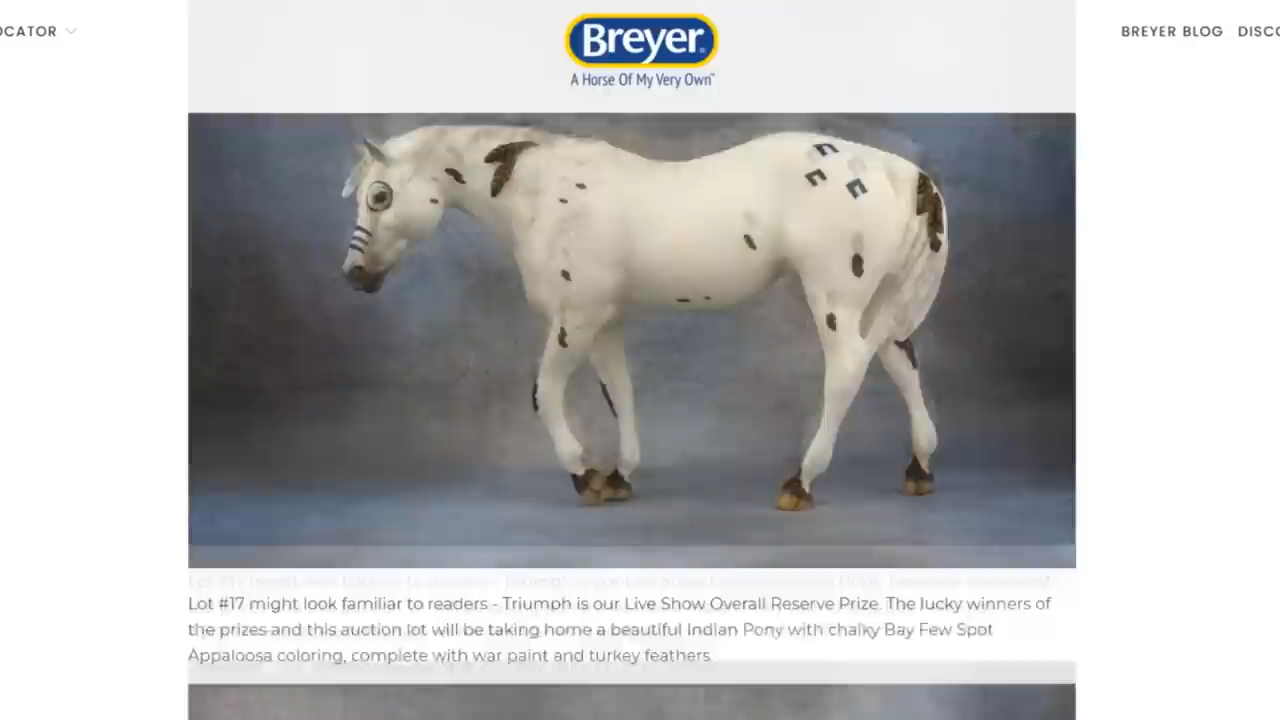 OCATOR
Breyer
A Horse Of My Very Own™
BREYER BLOG DISCO
Lot #17 might look familiar to readers - Triumph is our Live Show Overall Reserve Prize. The lucky winners of
the prizes and this auction lot will be taking home a beautiful Indian Pony with chalky Bay Few Spot
Appaloosa coloring, complete with war paint and turkey feathers.